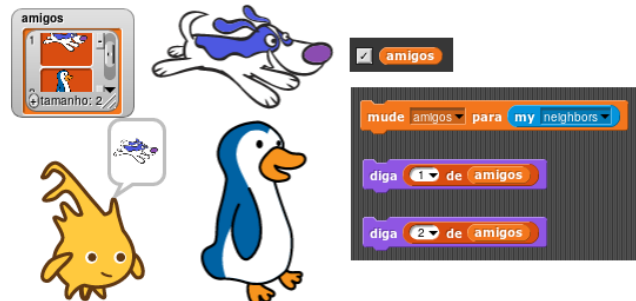 amigos
1
2
tamanho: 2
amigos
mude amigos para my neighbors
diga 1 de amigos
diga 2 de amigos